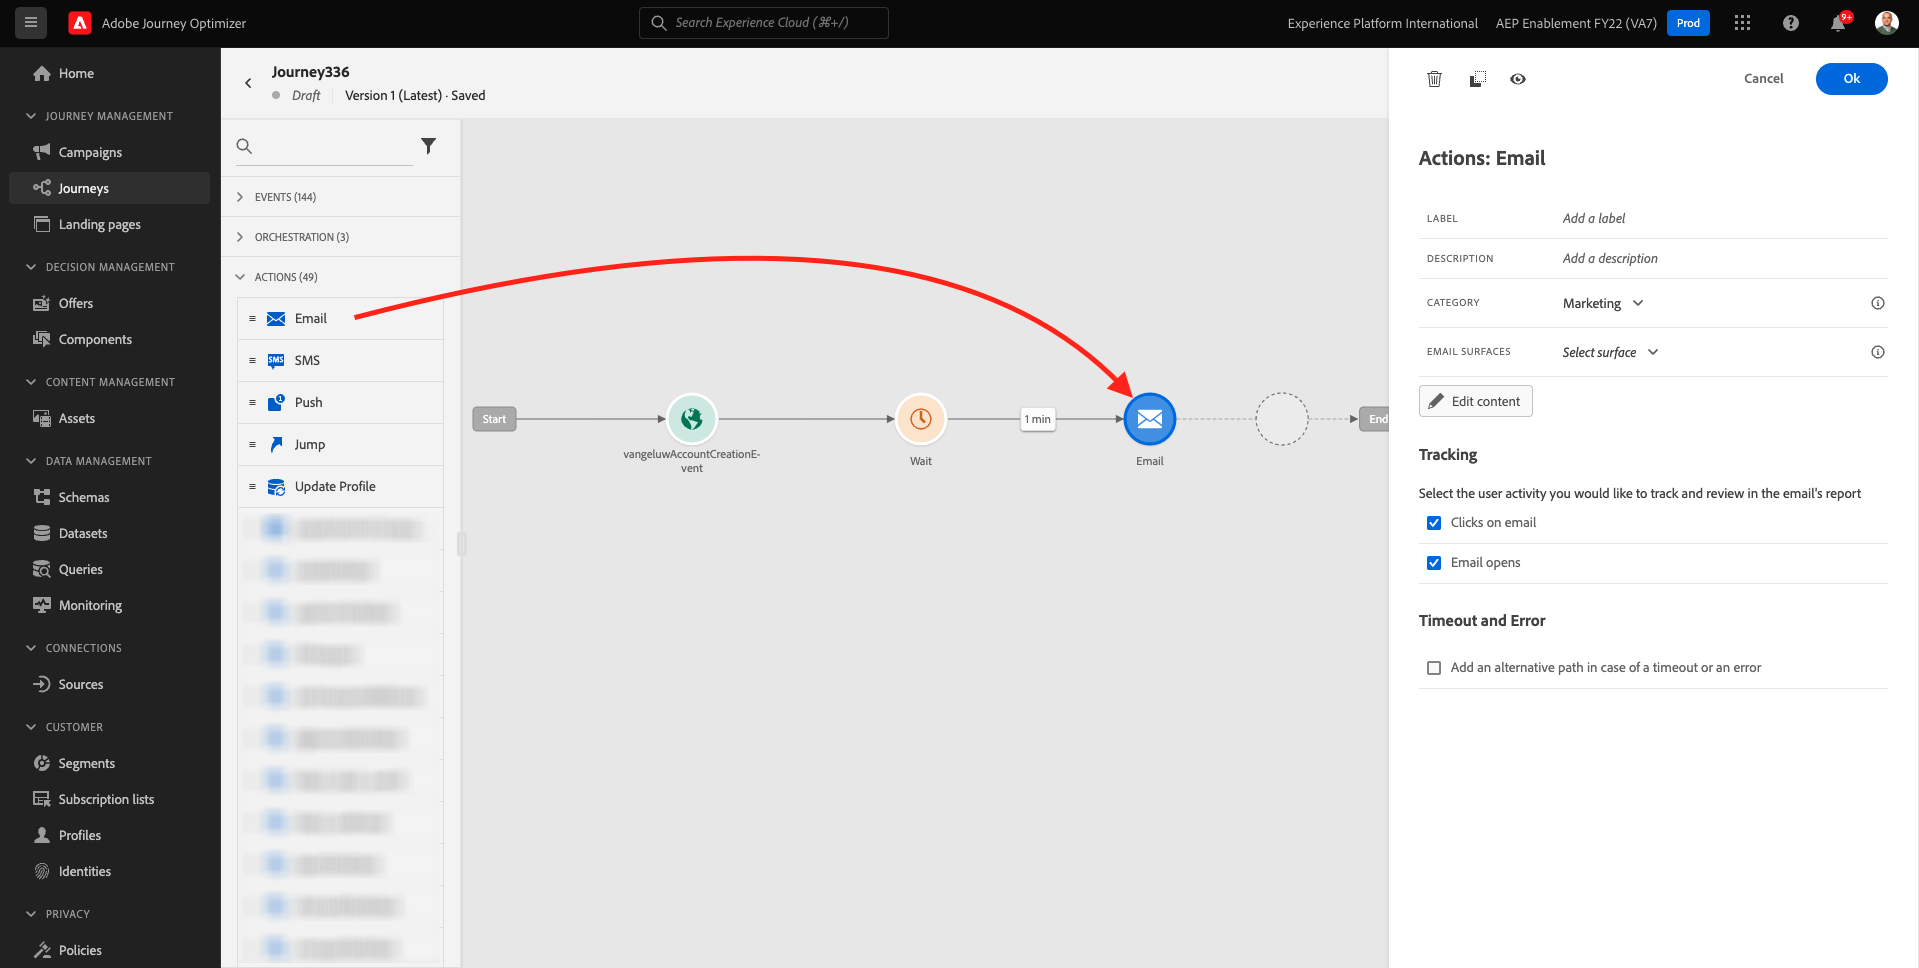 Adobe Journey Optimizer
Search Experience Cloud (⌘+/)
Experience Platform International
AEP Enablement FY22 (VA7)
Prod
9+
Home
JOURNEY MANAGEMENT
Campaigns
Journeys
Landing pages
DECISION MANAGEMENT
Offers
Components
CONTENT MANAGEMENT
Assets
DATA MANAGEMENT
Schemas
Datasets
Queries
Monitoring
CONNECTIONS
Sources
CUSTOMER
Segments
Subscription lists
Profiles
Identities
PRIVACY
Policies
Journey336
Draft
Version 1 (Latest) · Saved
EVENTS (144)
ORCHESTRATION (3)
ACTIONS (49)
Email
SMS
SMS
Push
Jump
Update Profile
Start
vangeluwAccountCreationE-
vent
Wait
1 min
Email
End
Cancel
Ok
Actions: Email
LABEL
Add a label
DESCRIPTION
Add a description
CATEGORY
Marketing
EMAIL SURFACES
Select surface
Edit content
Tracking
Select the user activity you would like to track and review in the email's report
Clicks on email
Email opens
Timeout and Error
Add an alternative path in case of a timeout or an error